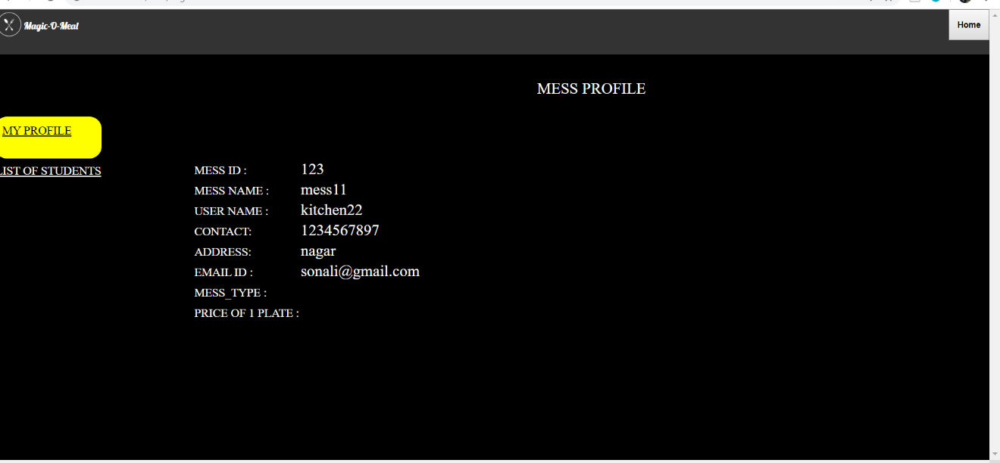 Magic-O-Meal
Home
MESS PROFILE
MY PROFILE
LIST OF STUDENTS
MESS ID : 123
MESS NAME : mess11
USER NAME : kitchen22
CONTACT: 1234567897
ADDRESS: nagar
EMAIL ID : sonali@gmail.com
MESS_TYPE :
PRICE OF 1 PLATE :